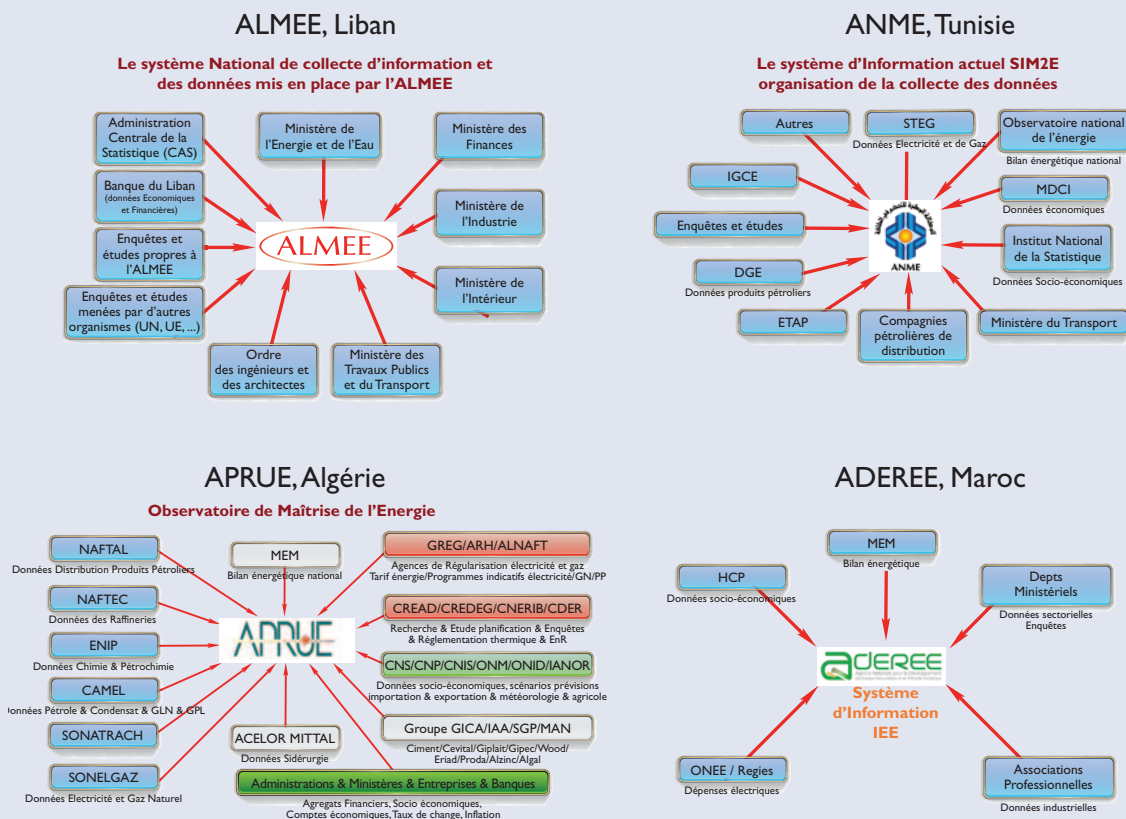 ALMEE, Liban
Le système National de collecte d'information et
des données mis en place par l'ALMEE
Administration
Centrale de la
Statistique (CAS)
Ministère de
l'Energie et de l'Eau
Ministère des
Finances
Banque du Liban
(données Economiques
et Financières)
Ministère de
l'Industrie
ALMEE
Enquêtes et
études propres à
l'ALMEE
Ministère de
l'Intérieur
Enquêtes et études
menées par d'autres
organismes (UN, UE, ...)
Ordre
des ingénieurs et
des architectes
Ministère des
Travaux Publics
et du Transport
ANME, Tunisie
Le système d'Information actuel SIM2E
organisation de la collecte des données
Autres
STEG
Données Electricité et de Gaz
Observatoire national
de l'énergie
Bilan énergétique national
IGCE
MDCI
Données économiques
Enquêtes et études
ANME
Institut National
de la Statistique
Données Socio-économiques
DGE
Données produits pétroliers
ETAP
Compagnies
pétrolières de
distribution
Ministère du Transport
APRUE, Algérie
Observatoire de Maîtrise de l'Energie
NAFTAL
Données Distribution Produits Pétroliers
MEM
Bilan énergétique national
GREG/ARH/ALNAFT
Agences de Régularisation électricité et gaz
Tarif énergie/Programmes indicatifs électricité/GN/PP
NAFTEC
Données des Raffineries
CREAD/CREDEG/CNERIB/CDER
Recherche & Etude planification & Enquêtes
& Réglementation thermique & EnR
APRUE
ENIP
Données Chimie & Pétrochimie
CNS/CNP/CNIS/ONM/ONID/IANOR
Données socio-économiques, scénarios prévisions
importation & exportation & météorologie & agricole
CAMEL
Données Pétrole & Condensat & GLN & GPL
SONATRACH
ACELOR MITTAL
Données Sidérurgie
Groupe GICA/IAA/SGP/MAN
Ciment/Cevital/Giplait/Gipec/Wood/
Eriad/Proda/Alzinc/Algal
SONELGAZ
Données Electricité et Gaz Naturel
Administrations & Ministères & Entreprises & Banques
Agregats Financiers, Socio économiques,
Comptes économiques, Taux de change, Inflation
ADEREE, Maroc
MEM
Bilan énergétique
HCP
Données socio-économiques
Depts
Ministériels
Données sectorielles
Enquêtes
aDEREE
Système
d'Information
IEE
ONEE / Regies
Dépenses électriques
Associations
Professionnelles
Données industrielles